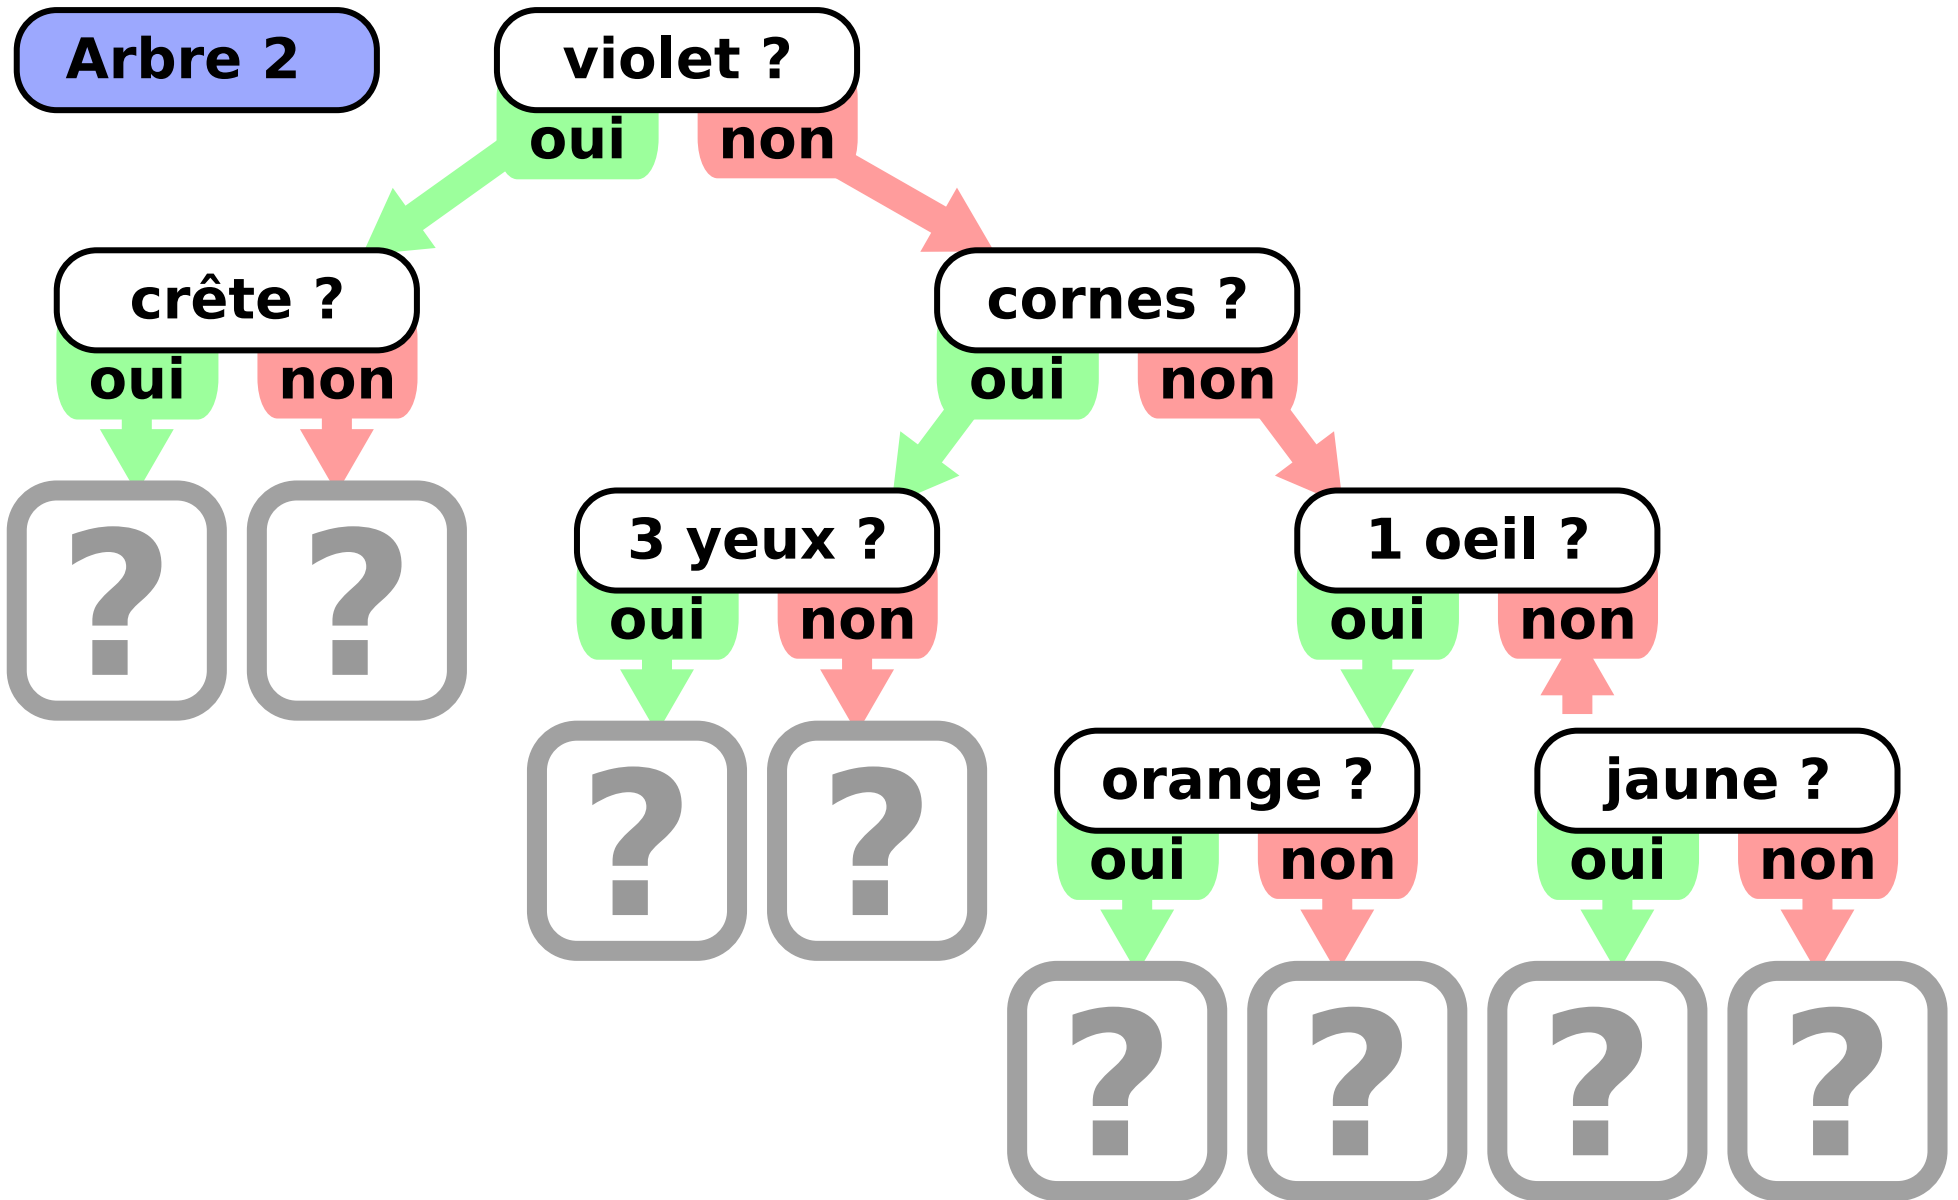 Arbre 2
violet ?
oui
non
crête ?
cornes ?
oui
non
oui
non
3 yeux ?
1 oeil ?
?
?
oui
non
oui
non
orange ?
jaune ?
?
?
oui
non
oui
non
?
?
?
?